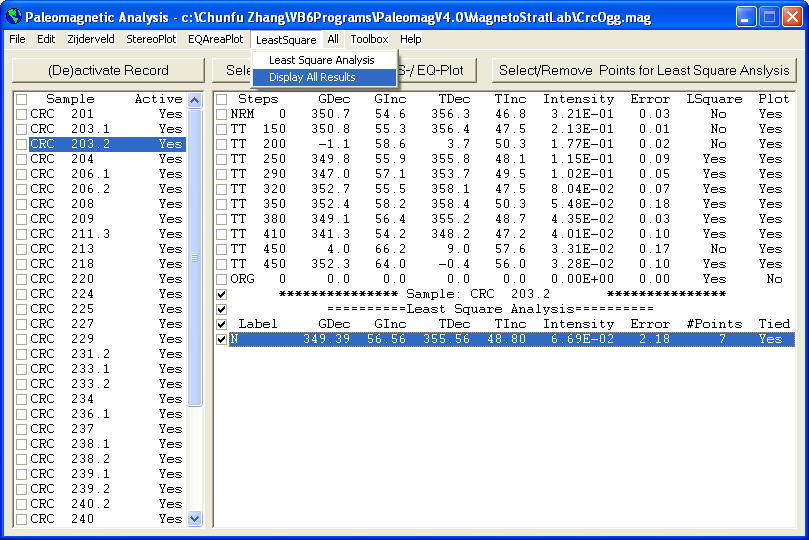 Paleomagnetic Analysis - c:\Chunfu Zhang\VB6Programs\PaleomagV4.0\MagnetoStratLab\CrcOgg.mag
File Edit Zijderveld StereoPlot EQAreaPlot LeastSquare All Toolbox Help
Least Square Analysis
Display All Results
(De)activate Record Sele S-/ EQ-Plot Select/Remove Points for Least Square Analysis
Sample Active
CRC 201 Yes
CRC 203.1 Yes
CRC 203.2 Yes
CRC 204 Yes
CRC 206.1 Yes
CRC 206.2 Yes
CRC 208 Yes
CRC 209 Yes
CRC 211.3 Yes
CRC 213 Yes
CRC 218 Yes
CRC 220 Yes
CRC 224 Yes
CRC 225 Yes
CRC 227 Yes
CRC 229 Yes
CRC 231.2 Yes
CRC 233.1 Yes
CRC 233.2 Yes
CRC 234 Yes
CRC 236.1 Yes
CRC 237 Yes
CRC 238.1 Yes
CRC 238.2 Yes
CRC 239.1 Yes
CRC 239.2 Yes
CRC 240.2 Yes
CRC 240 Yes
Steps GDec GInc TDec TInc Intensity Error LSquare Plot
NRM 0 350.7 54.6 356.3 46.8 3.21E-01 0.03 No Yes
TT 150 350.8 55.3 356.4 47.5 2.13E-01 0.01 No Yes
TT 200 -1.1 58.6 3.7 50.3 1.77E-01 0.02 No Yes
TT 250 349.8 55.9 355.8 48.1 1.15E-01 0.09 Yes Yes
TT 290 347.0 57.1 353.7 49.5 1.02E-01 0.05 Yes Yes
TT 320 352.7 55.5 358.1 47.5 8.04E-02 0.07 Yes Yes
TT 350 352.4 58.2 358.4 50.3 5.48E-02 0.18 Yes Yes
TT 380 349.1 56.4 355.2 48.7 4.35E-02 0.03 Yes Yes
TT 410 341.3 54.2 348.2 47.2 4.01E-02 0.10 Yes Yes
TT 450 4.0 66.2 9.0 57.6 3.31E-02 0.17 No Yes
TT 450 352.3 64.0 -0.4 56.0 3.28E-02 0.10 Yes Yes
ORG 0 0.0 0.0 0.0 0.0 0.00E+00 0.00 Yes No
*************** Sample: CRC 203.2 ***************
==========Least Square Analysis==========
Label GDec GInc TDec TInc Intensity Error #Points Tied
N 349.39 56.56 355.56 48.80 6.69E-02 2.18 7 Yes